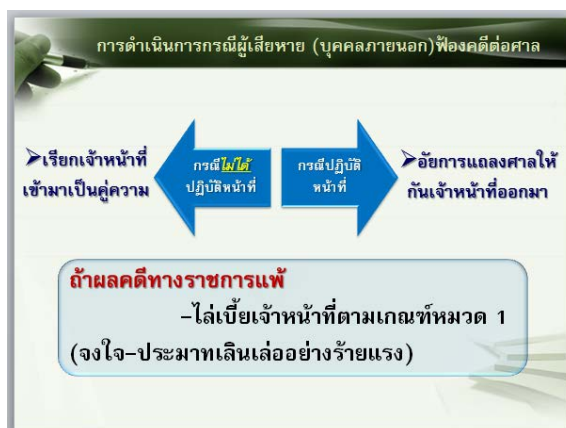 การดำเนินการกรณีผู้เสียหาย (บุคคลภายนอก)ฟ้องคดีต่อศาล
➤เรียกเจ้าหน้าที่
เข้ามาเป็นคู่ความ
กรณีไม่ได้
ปฏิบัติหน้าที่
กรณีปฏิบัติ
หน้าที่
➤อัยการแถลงศาลให้
กันเจ้าหน้าที่ออกมา
ถ้าผลคดีทางราชการแพ้
-ไล่เบี้ยเจ้าหน้าที่ตามเกณฑ์หมวด 1
(จงใจ-ประมาทเลินเล่ออย่างร้ายแรง)